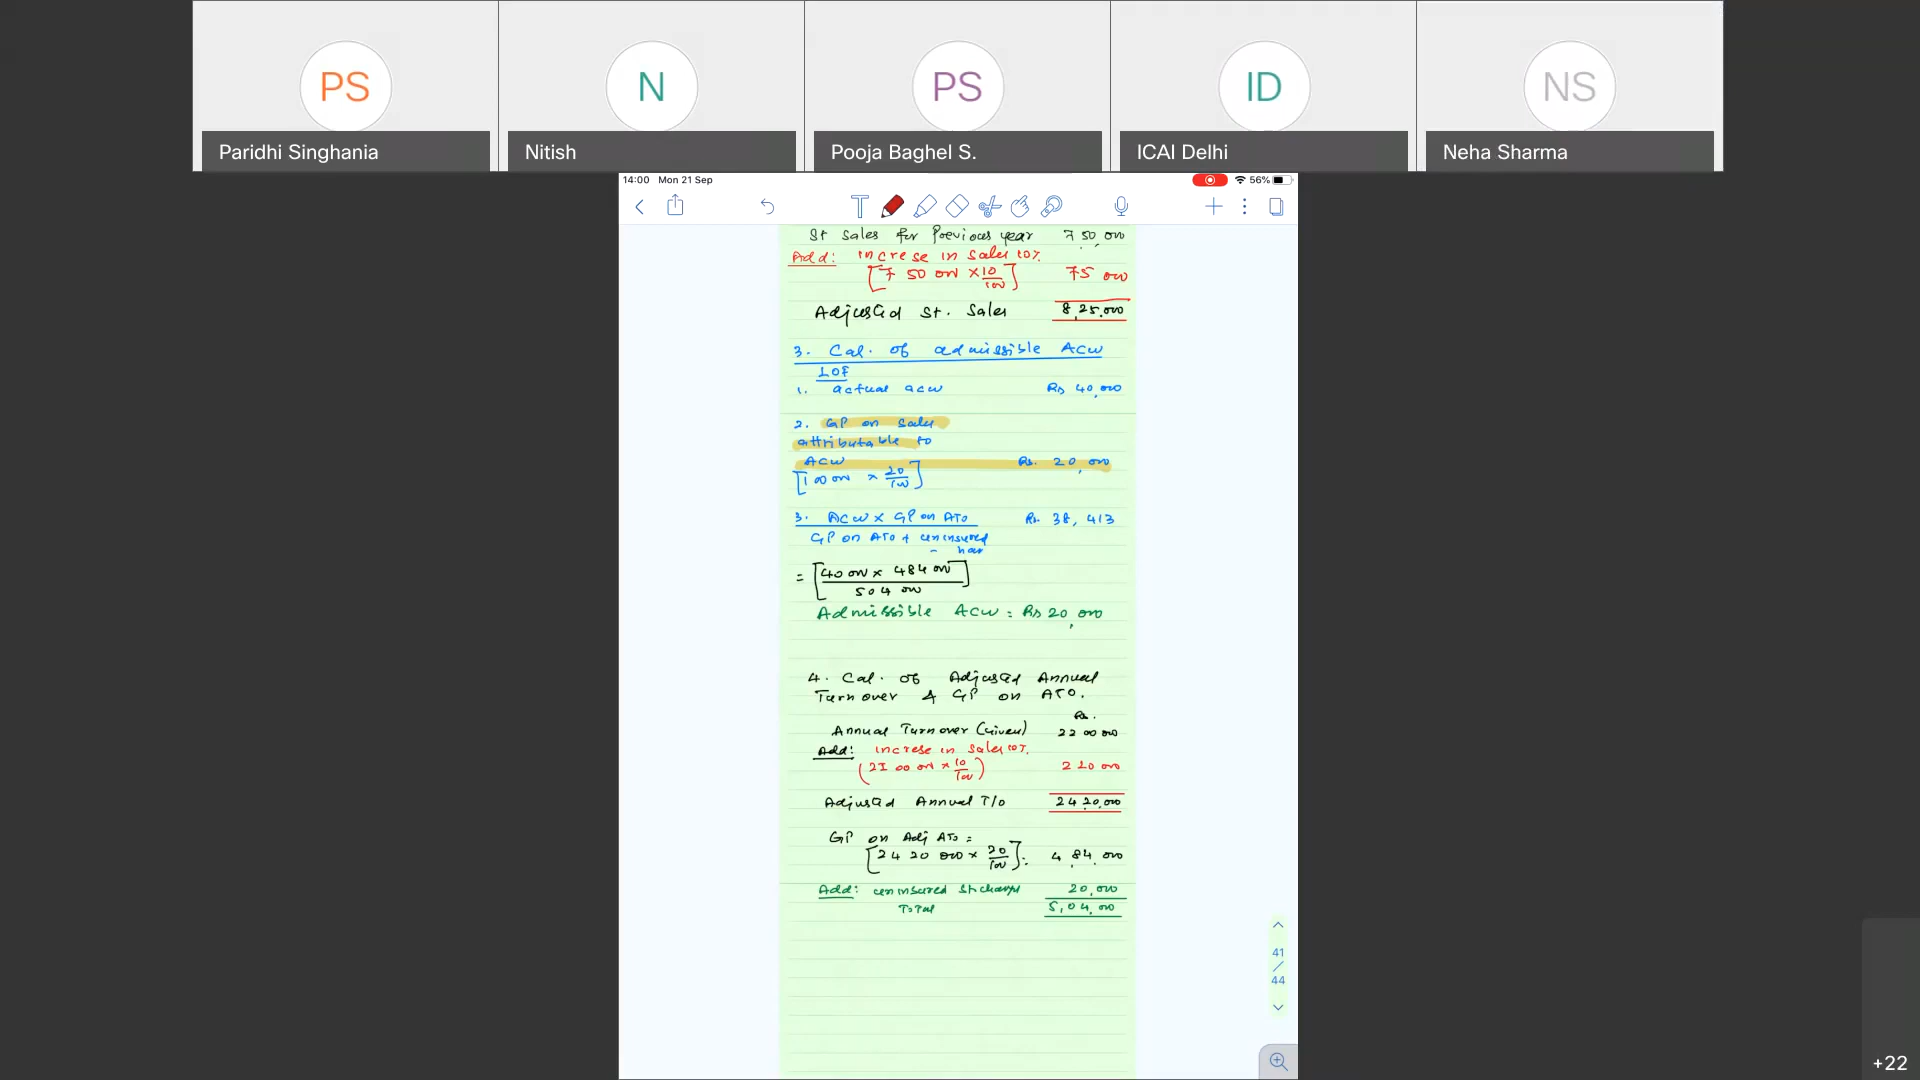 PS
N
PS
ID
NS
Paridhi Singhania
Nitish
Pooja Baghel S.
ICAI Delhi
Neha Sharma
14:00 Mon 21 Sep
56%
St Sales for Previous year 7 50,000
Add: increse in sales 10%
[7 50 000 × 10/100] 75 000
Adjusted St. Sales 8,25,000
3. Cal. of admissible ACW
LOF
1. actual acw Rs 40,000
2. GP on Sales
attributable to
ACW Rs. 20,000
[1 00 000 × 20/100]
3. ACW × GP on ATO Rs. 38,413
GP on ATO + uninsured
= [40 000 × 484 000
504 000]
Admissible ACW = Rs 20,000
4. Cal. of Adjusted Annual
Turnover & GP on ATO.
Rs.
Annual Turnover (Given) 22 00 000
Add: increse in sales 10%.
(22 00 000 × 10/100) 2 20 000
Adjusted Annual T/o 24 20,000
GP on Adj ATO =
[24 20 000 × 20/100] = 4,84,000
Add: uninsured St charges 20,000
Total 5,04,000
41
/
44
+22